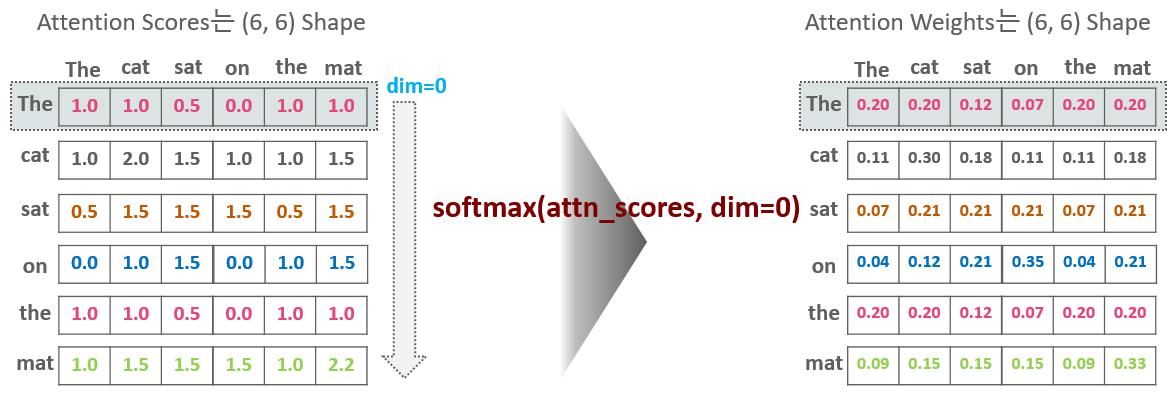 Attention Scores는 (6, 6) Shape
The cat sat on the mat
The 1.0 1.0 0.5 0.0 1.0 1.0
cat 1.0 2.0 1.5 1.0 1.0 1.5
sat 0.5 1.5 1.5 1.5 0.5 1.5
on 0.0 1.0 1.5 0.0 1.0 1.5
the 1.0 1.0 0.5 0.0 1.0 1.0
mat 1.0 1.5 1.5 1.5 1.0 2.2
dim=0
softmax(attn_scores, dim=0)
Attention Weights는 (6, 6) Shape
The cat sat on the mat
The 0.20 0.20 0.12 0.07 0.20 0.20
cat 0.11 0.30 0.18 0.11 0.11 0.18
sat 0.07 0.21 0.21 0.21 0.07 0.21
on 0.04 0.12 0.21 0.35 0.04 0.21
the 0.20 0.20 0.12 0.07 0.20 0.20
mat 0.09 0.15 0.15 0.15 0.09 0.33